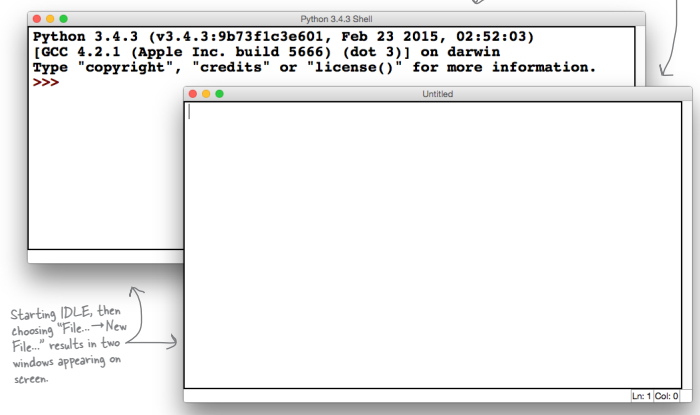 Python 3.4.3 Shell
Python 3.4.3 (v3.4.3:9b73f1c3e601, Feb 23 2015, 02:52:03)
[GCC 4.2.1 (Apple Inc. build 5666) (dot 3)] on darwin
Type "copyright", "credits" or "license()" for more information.
>>>
Untitled
Starting IDLE, then
choosing “File...→New
File...” results in two
windows appearing on
screen.
Ln: 1 Col: 0